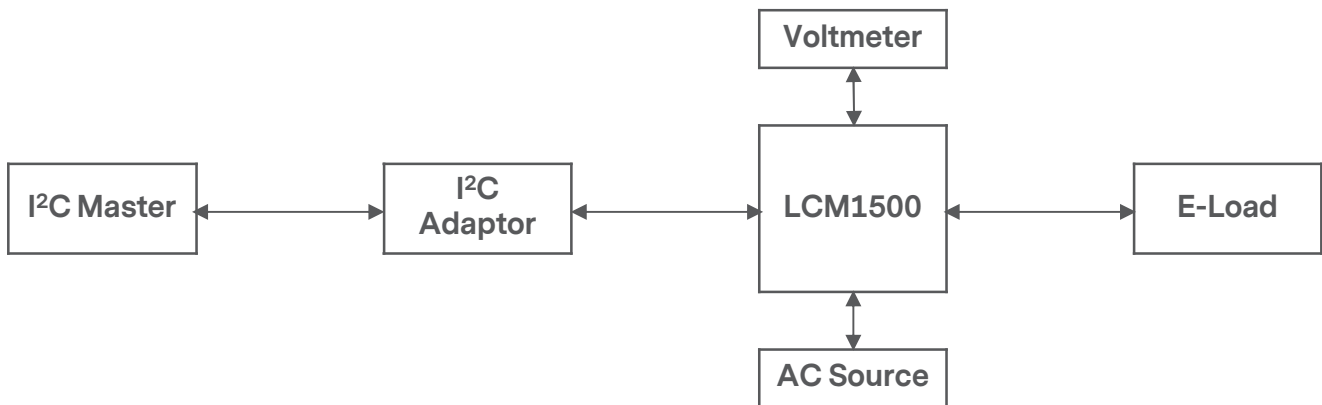 Voltmeter
I²C Master
I²C
Adaptor
LCM1500
E-Load
AC Source